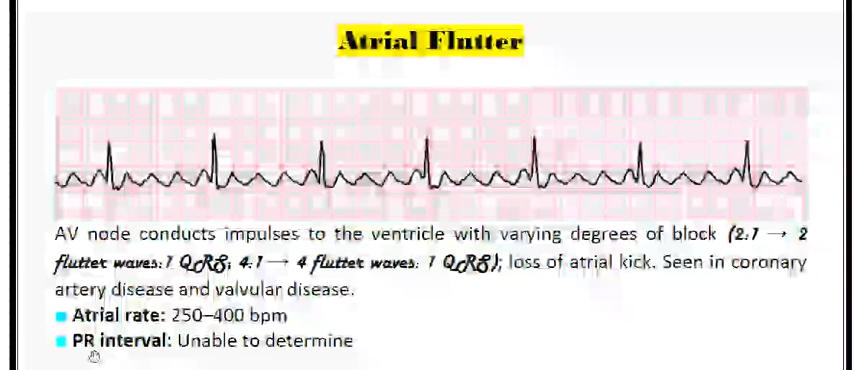 Atrial Flutter
AV node conducts impulses to the ventricle with varying degrees of block (2:1 → 2
flutter waves:1 QRS; 4:1 → 4 flutter waves: 1 QRS); loss of atrial kick. Seen in coronary
artery disease and valvular disease.
Atrial rate: 250–400 bpm
PR interval: Unable to determine